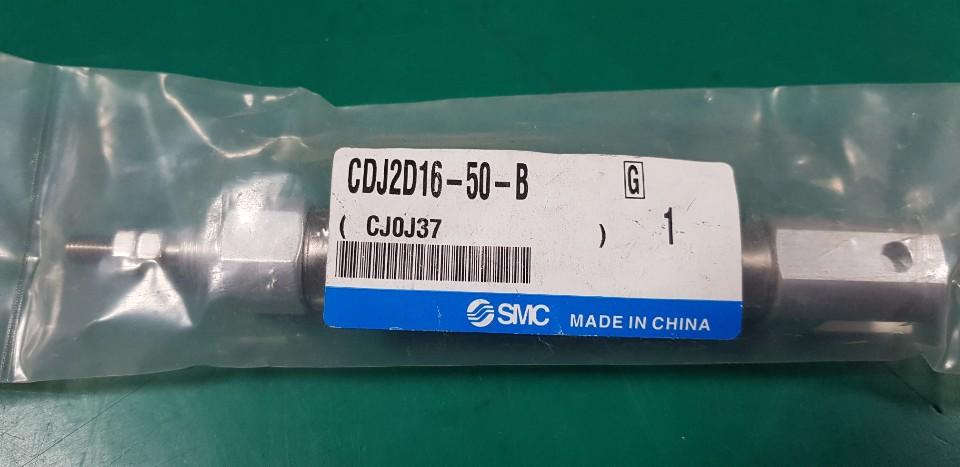 CDJ2D16-50-B G
( CJ0J37 ) 1
SMC MADE IN CHINA